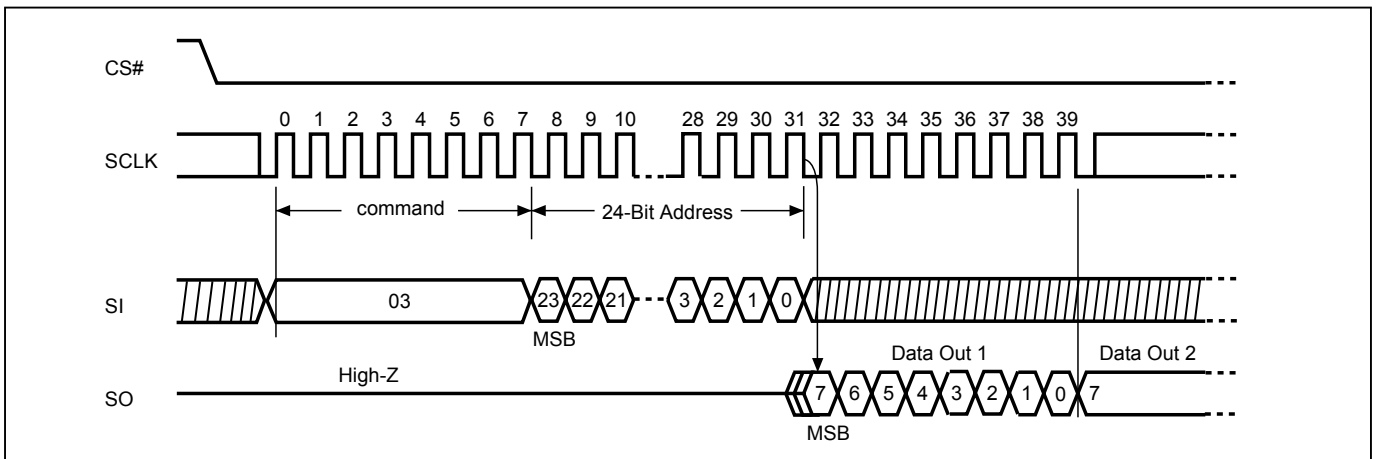 CS#
0 1 2 3 4 5 6 7 8 9 10 28 29 30 31 32 33 34 35 36 37 38 39
SCLK
command 24-Bit Address
SI 03 23 22 21 3 2 1 0
MSB
High-Z Data Out 1 Data Out 2
SO 7 6 5 4 3 2 1 0 7
MSB